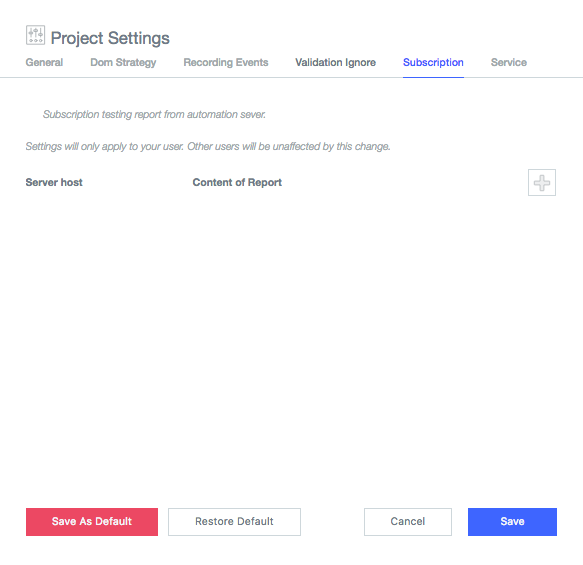 Project Settings
General Dom Strategy Recording Events Validation Ignore Subscription Service
Subscription testing report from automation sever.
Settings will only apply to your user. Other users will be unaffected by this change.
Server host Content of Report
Save As Default Restore Default Cancel Save